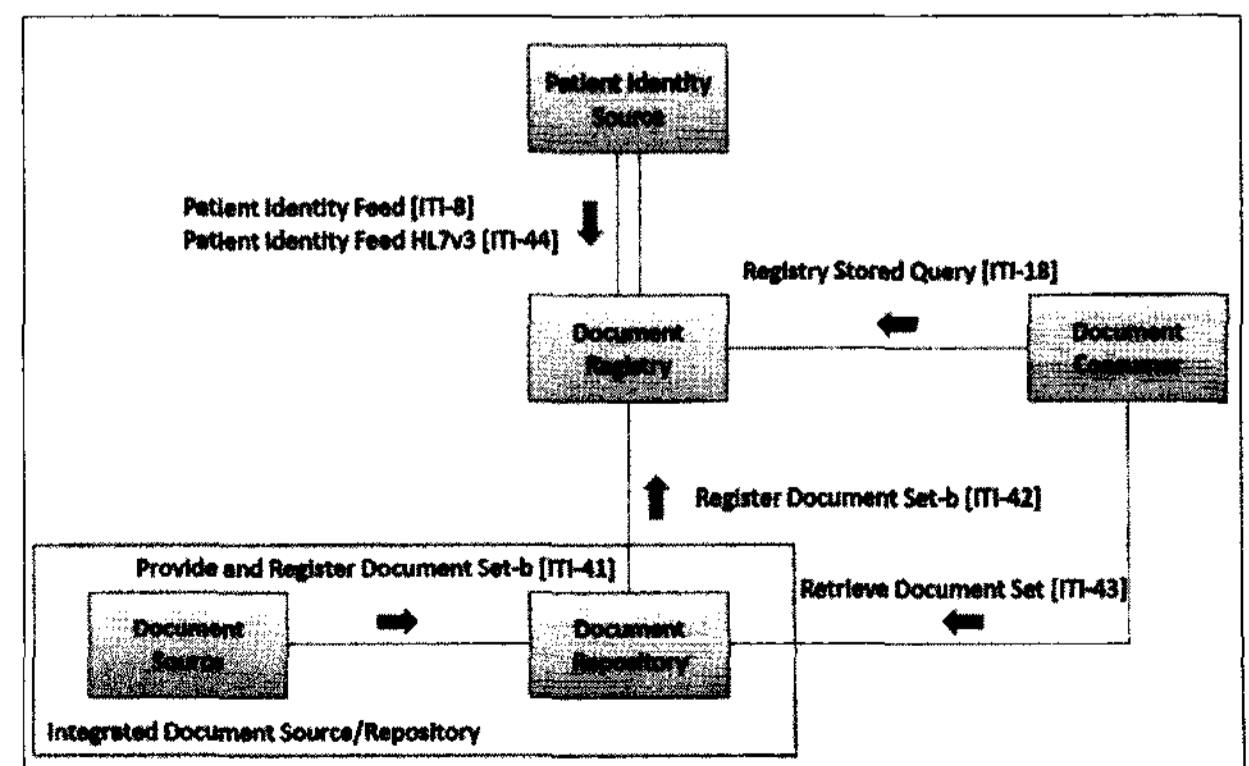 Patient Identity
Source
Patient Identity Feed [ITI-8]
Patient Identity Feed HL7v3 [ITI-44]
Registry Stored Query [ITI-18]
Document
Registry
Document
Consumer
Register Document Set-b [ITI-42]
Provide and Register Document Set-b [ITI-41]
Retrieve Document Set [ITI-43]
Document
Source
Document
Repository
Integrated Document Source/Repository